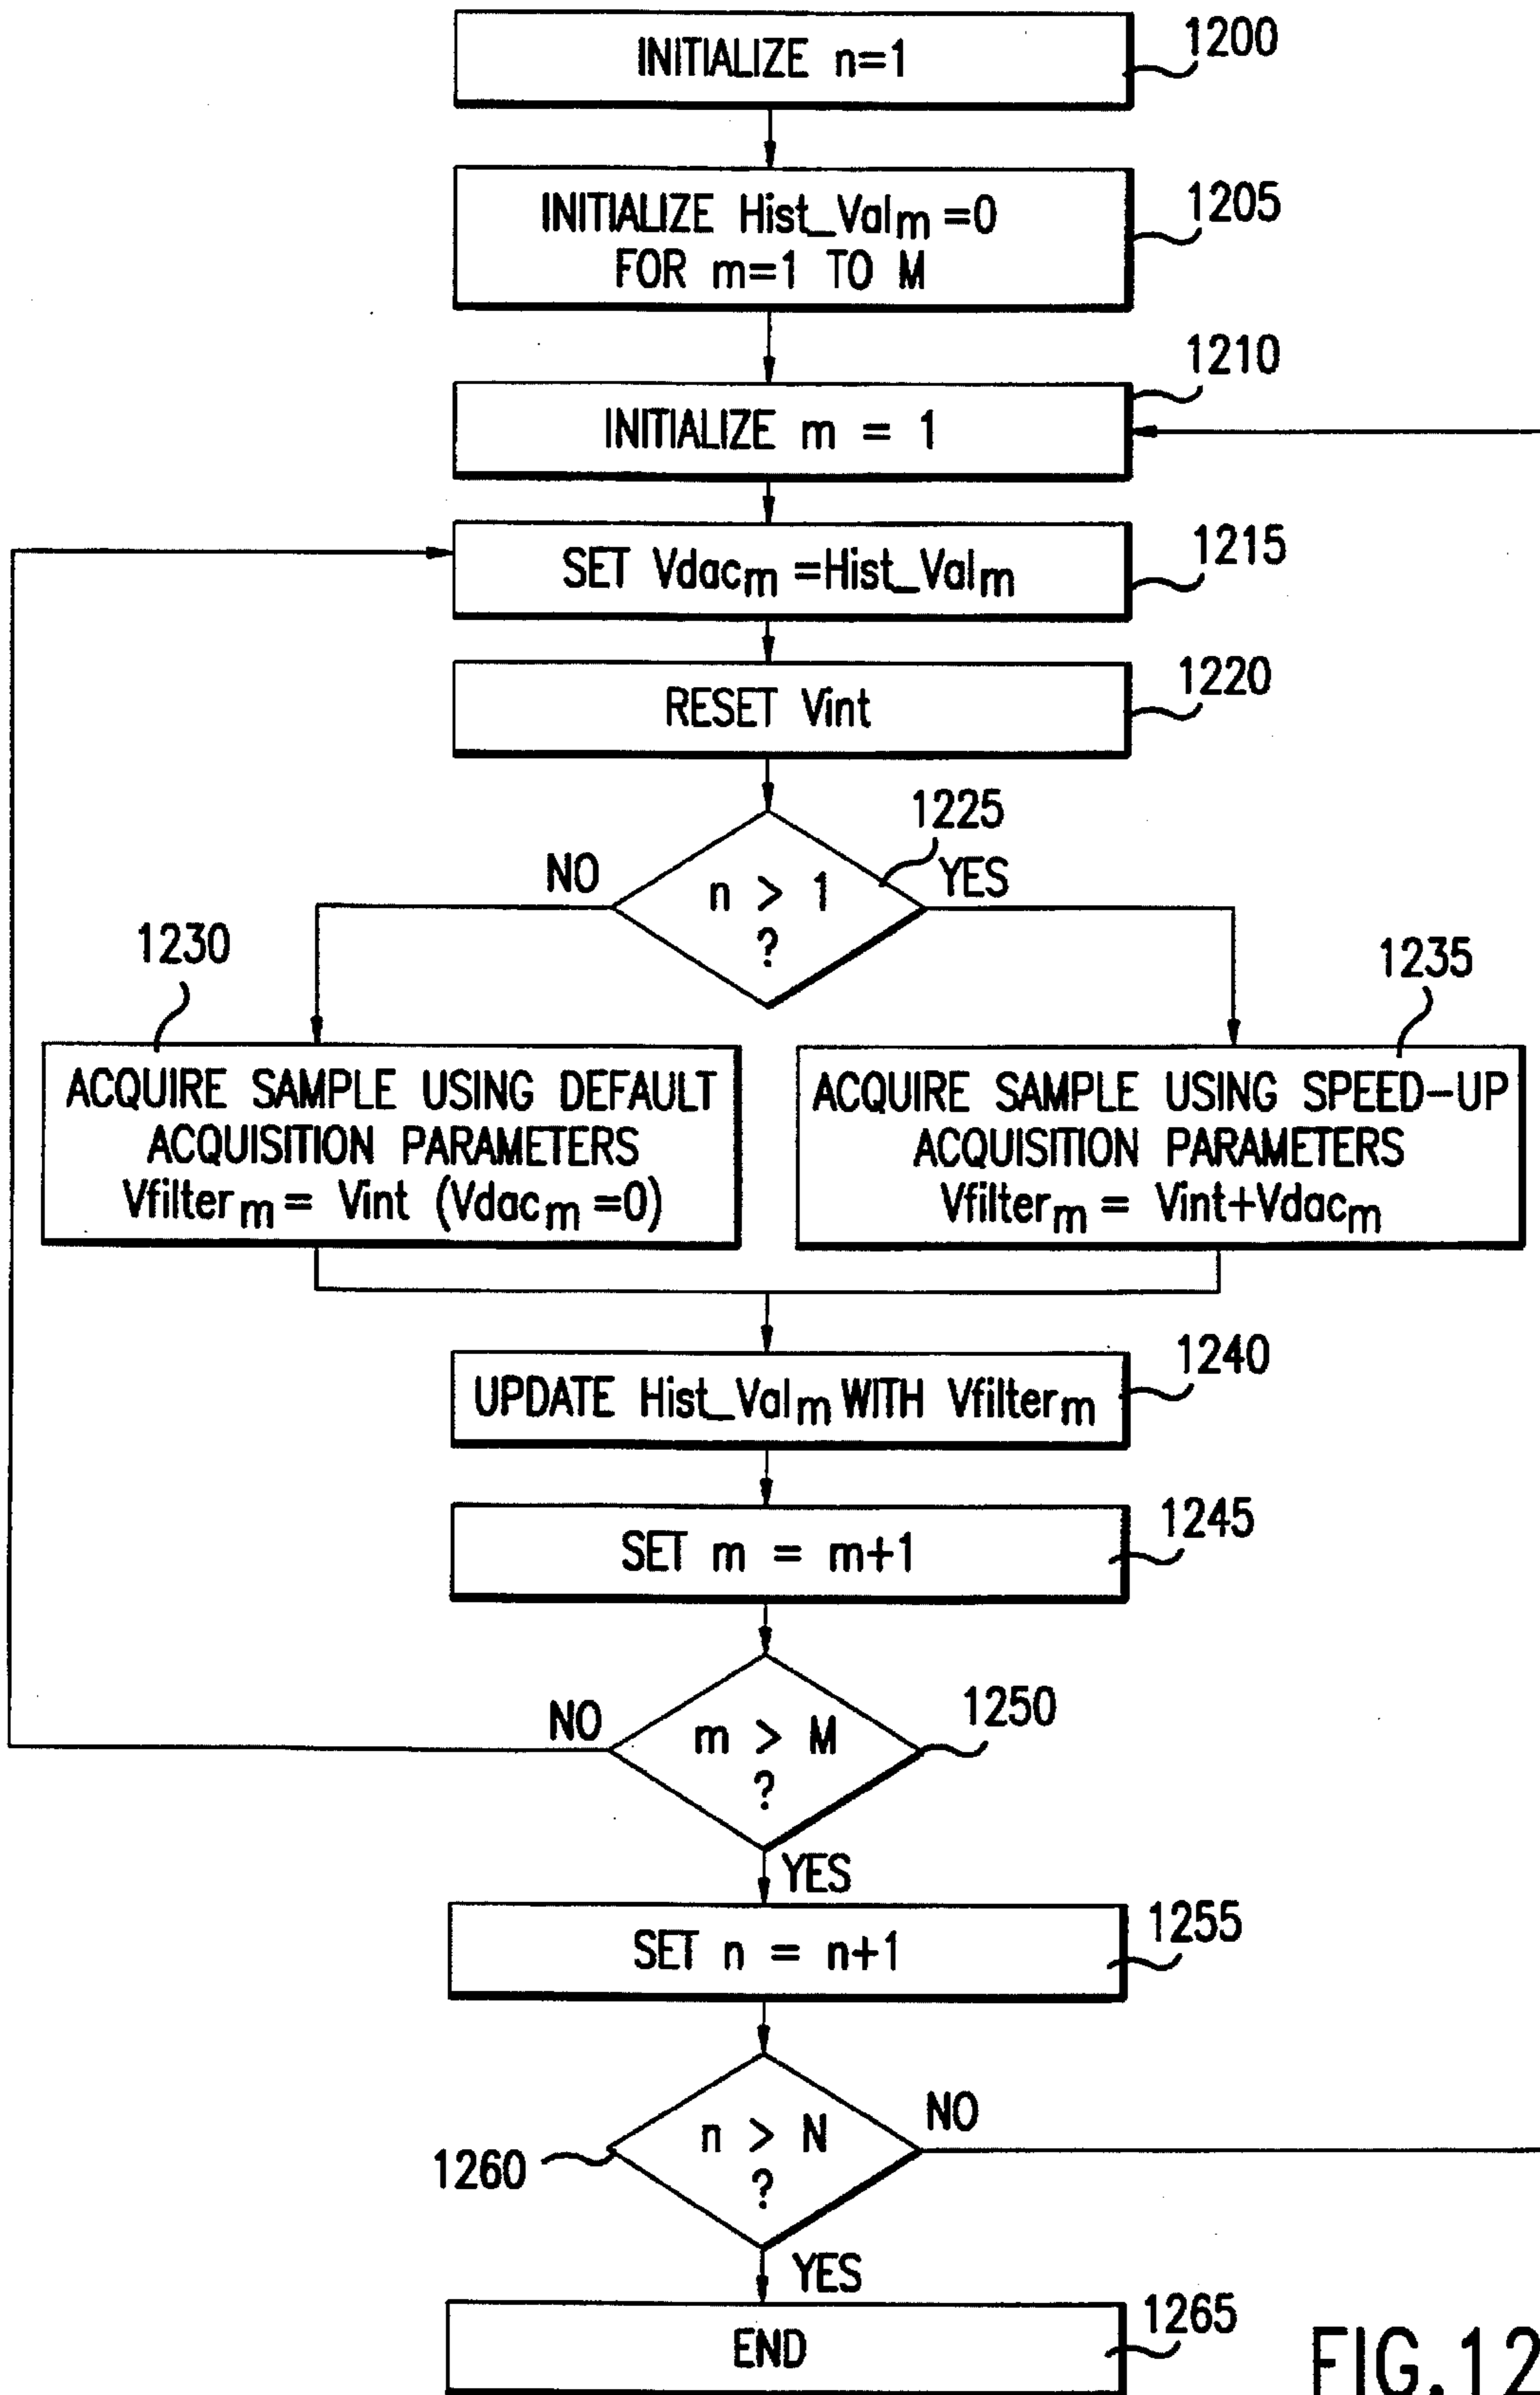 INITIALIZE n=1
1200
INITIALIZE Hist_Valm =0
FOR m=1 TO M
1205
1210
INITIALIZE m = 1
SET Vdacm =Hist_Valm
1215
RESET Vint
1220
1225
NO
n > 1
?
YES
1230
1235
ACQUIRE SAMPLE USING DEFAULT
ACQUISITION PARAMETERS
Vfilterm = Vint (Vdacm =0)
ACQUIRE SAMPLE USING SPEED-UP
ACQUISITION PARAMETERS
Vfilterm = Vint+Vdacm
UPDATE Hist_Valm WITH Vfilterm
1240
SET m = m+1
1245
NO
m > M
?
1250
YES
SET n = n+1
1255
n > N
?
NO
1260
YES
END
1265
FIG.12